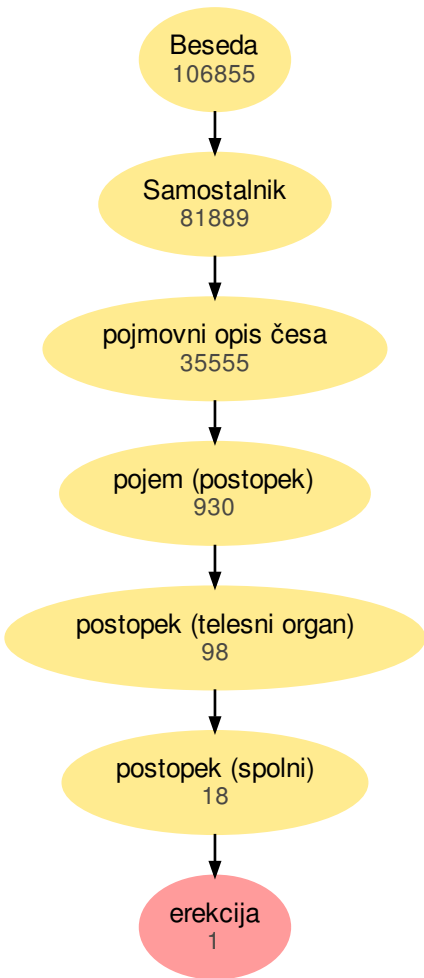 Beseda
106855
Samostalnik
81889
pojmovni opis česa
35555
pojem (postopek)
930
postopek (telesni organ)
98
postopek (spolni)
18
erekcija
1